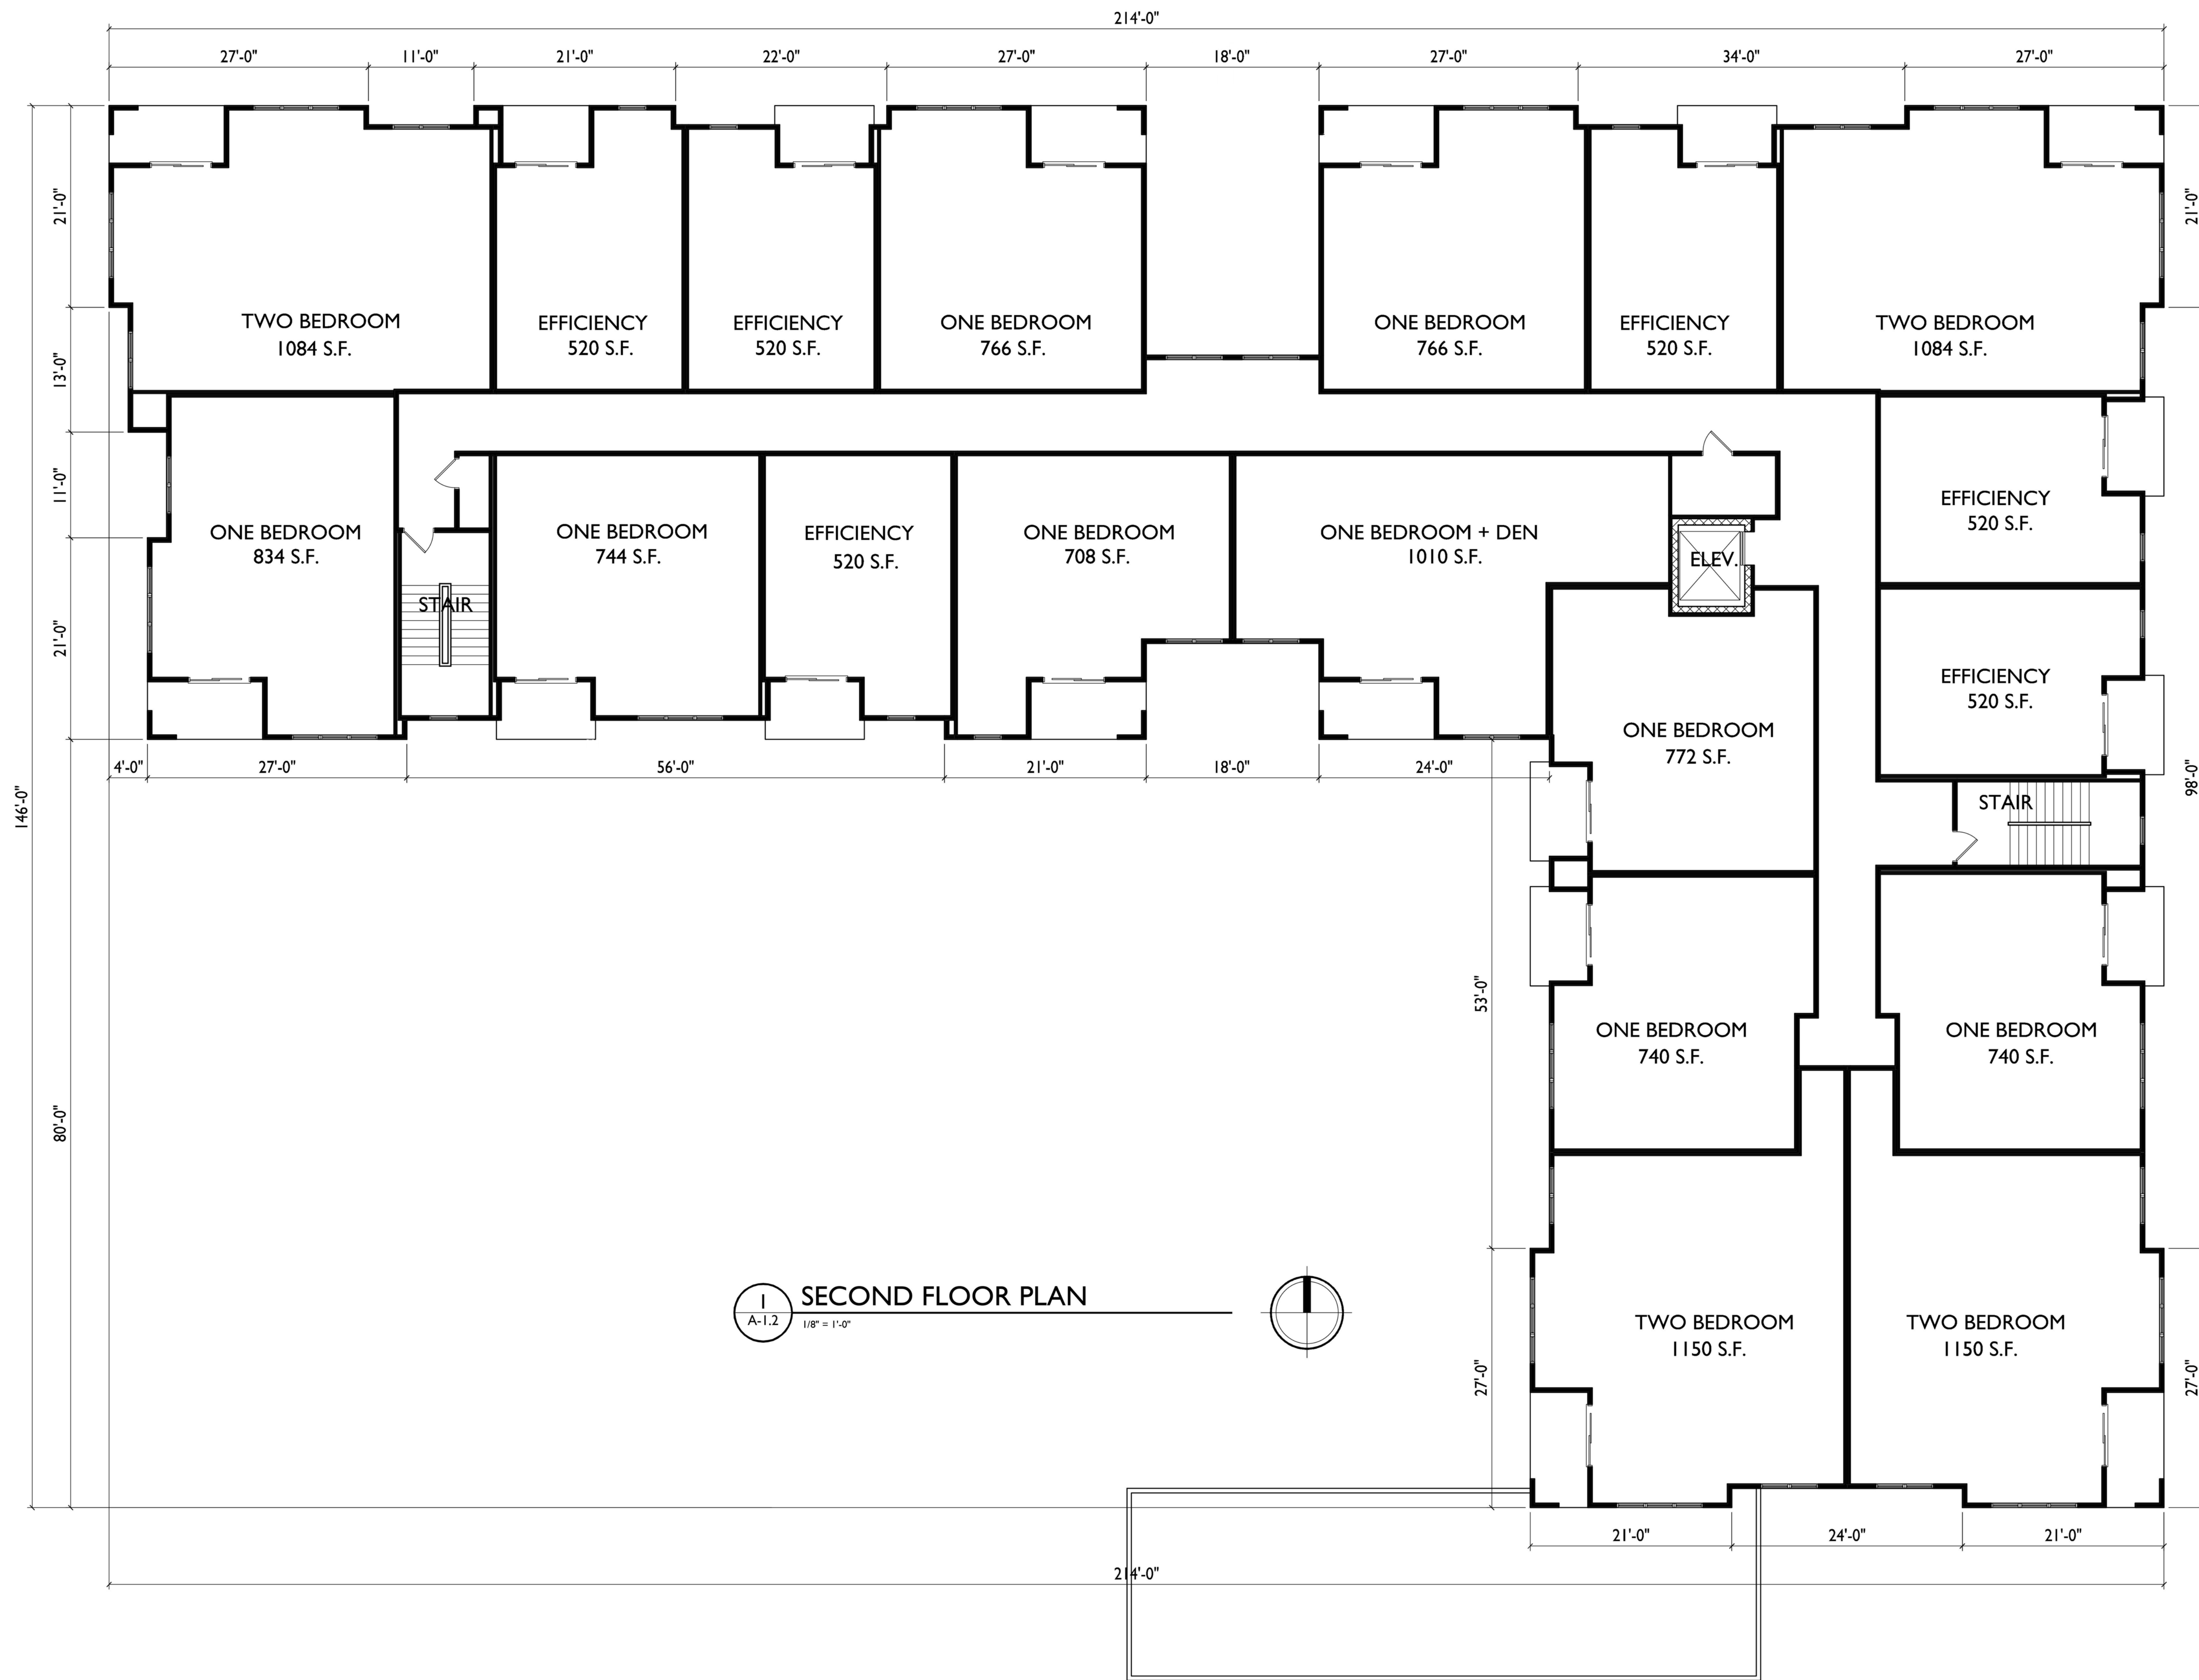 214'-0"
27'-0"
11'-0"
21'-0"
22'-0"
27'-0"
18'-0"
27'-0"
34'-0"
27'-0"
21'-0"
13'-0"
11'-0"
21'-0"
80'-0"
146'-0"
21'-0"
98'-0"
27'-0"
TWO BEDROOM
1084 S.F.
EFFICIENCY
520 S.F.
EFFICIENCY
520 S.F.
ONE BEDROOM
766 S.F.
ONE BEDROOM
766 S.F.
EFFICIENCY
520 S.F.
TWO BEDROOM
1084 S.F.
ONE BEDROOM
834 S.F.
STAIR
ONE BEDROOM
744 S.F.
EFFICIENCY
520 S.F.
ONE BEDROOM
708 S.F.
ONE BEDROOM + DEN
1010 S.F.
ELEV.
EFFICIENCY
520 S.F.
EFFICIENCY
520 S.F.
ONE BEDROOM
772 S.F.
STAIR
4'-0"
27'-0"
56'-0"
21'-0"
18'-0"
24'-0"
53'-0"
27'-0"
ONE BEDROOM
740 S.F.
ONE BEDROOM
740 S.F.
TWO BEDROOM
1150 S.F.
TWO BEDROOM
1150 S.F.
1
A-1.2
SECOND FLOOR PLAN
1/8" = 1'-0"
21'-0"
24'-0"
21'-0"
214'-0"